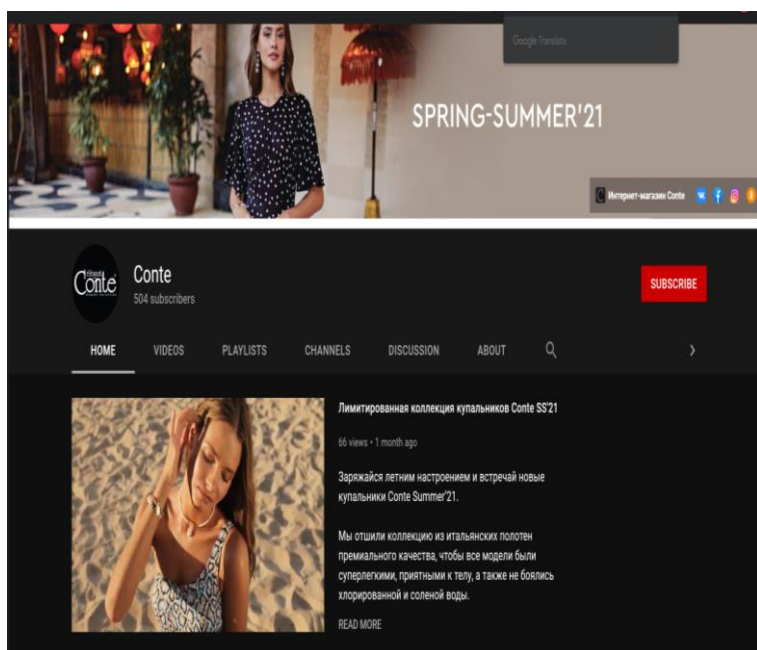 Google Translate
SPRING-SUMMER'21
Интернет-магазин Conte
Conte
Conte
504 subscribers
SUBSCRIBE
HOME VIDEOS PLAYLISTS CHANNELS DISCUSSION ABOUT
Лимитированная коллекция купальников Conte SS'21
66 views • 1 month ago
Заряжайся летним настроением и встречай новые
купальники Conte Summer'21.
Мы отшили коллекцию из итальянских полотен
премиального качества, чтобы все модели были
суперлегкими, приятными к телу, а также не боялись
хлорированной и соленой воды.
READ MORE